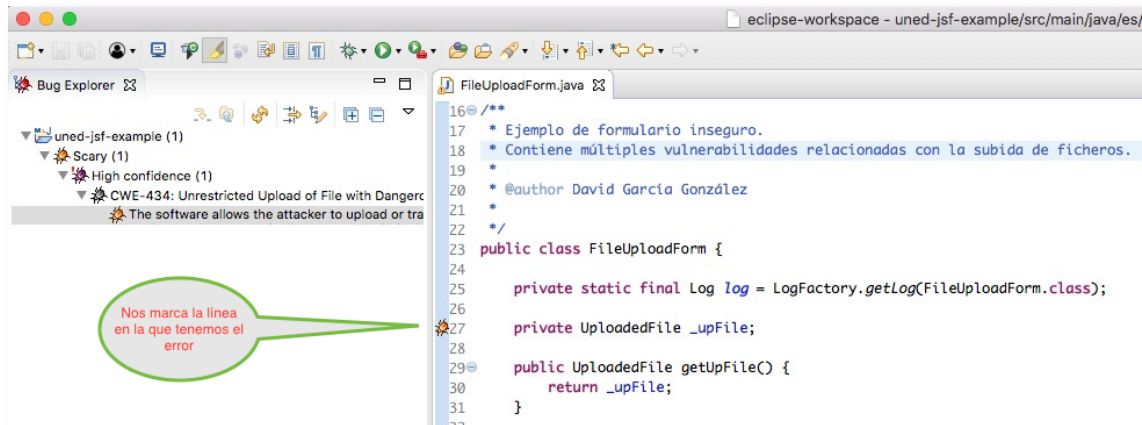 eclipse-workspace - uned-jsf-example/src/main/java/es/
Bug Explorer
uned-jsf-example (1)
Scary (1)
High confidence (1)
CWE-434: Unrestricted Upload of File with Dangerc
The software allows the attacker to upload or tra
Nos marca la línea
en la que tenemos el
error
FileUploadForm.java
16 /**
17 * Ejemplo de formulario inseguro.
18 * Contiene múltiples vulnerabilidades relacionadas con la subida de ficheros.
19 *
20 * @author David García González
21 *
22 */
23 public class FileUploadForm {
24
25 private static final Log log = LogFactory.getLog(FileUploadForm.class);
26
27 private UploadedFile _upFile;
28
29 public UploadedFile getUpFile() {
30 return _upFile;
31 }